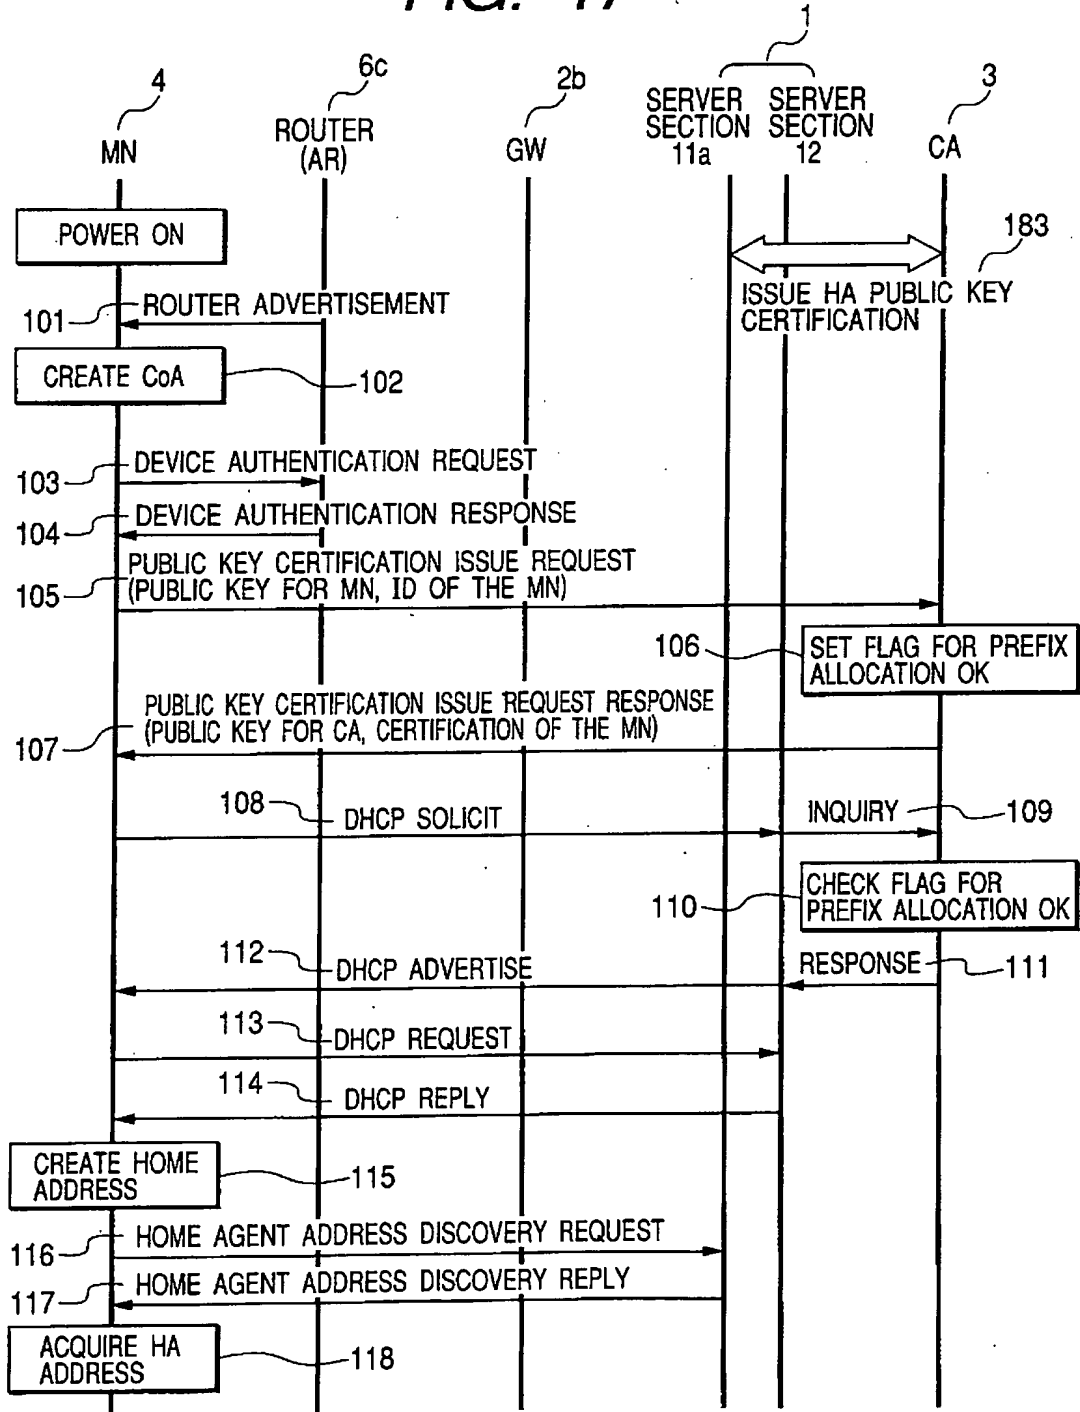 FIG. 17
1
4
6c
2b
3
MN
ROUTER
(AR)
GW
SERVER
SECTION
11a
SERVER
SECTION
12
CA
POWER ON
183
ISSUE HA PUBLIC KEY
CERTIFICATION
101
ROUTER ADVERTISEMENT
CREATE CoA
102
103
DEVICE AUTHENTICATION REQUEST
104
DEVICE AUTHENTICATION RESPONSE
105
PUBLIC KEY CERTIFICATION ISSUE REQUEST
(PUBLIC KEY FOR MN, ID OF THE MN)
106
SET FLAG FOR PREFIX
ALLOCATION OK
107
PUBLIC KEY CERTIFICATION ISSUE REQUEST RESPONSE
(PUBLIC KEY FOR CA, CERTIFICATION OF THE MN)
108
DHCP SOLICIT
INQUIRY
109
110
CHECK FLAG FOR
PREFIX ALLOCATION OK
112
DHCP ADVERTISE
RESPONSE
111
113
DHCP REQUEST
114
DHCP REPLY
CREATE HOME
ADDRESS
115
116
HOME AGENT ADDRESS DISCOVERY REQUEST
117
HOME AGENT ADDRESS DISCOVERY REPLY
ACQUIRE HA
ADDRESS
118